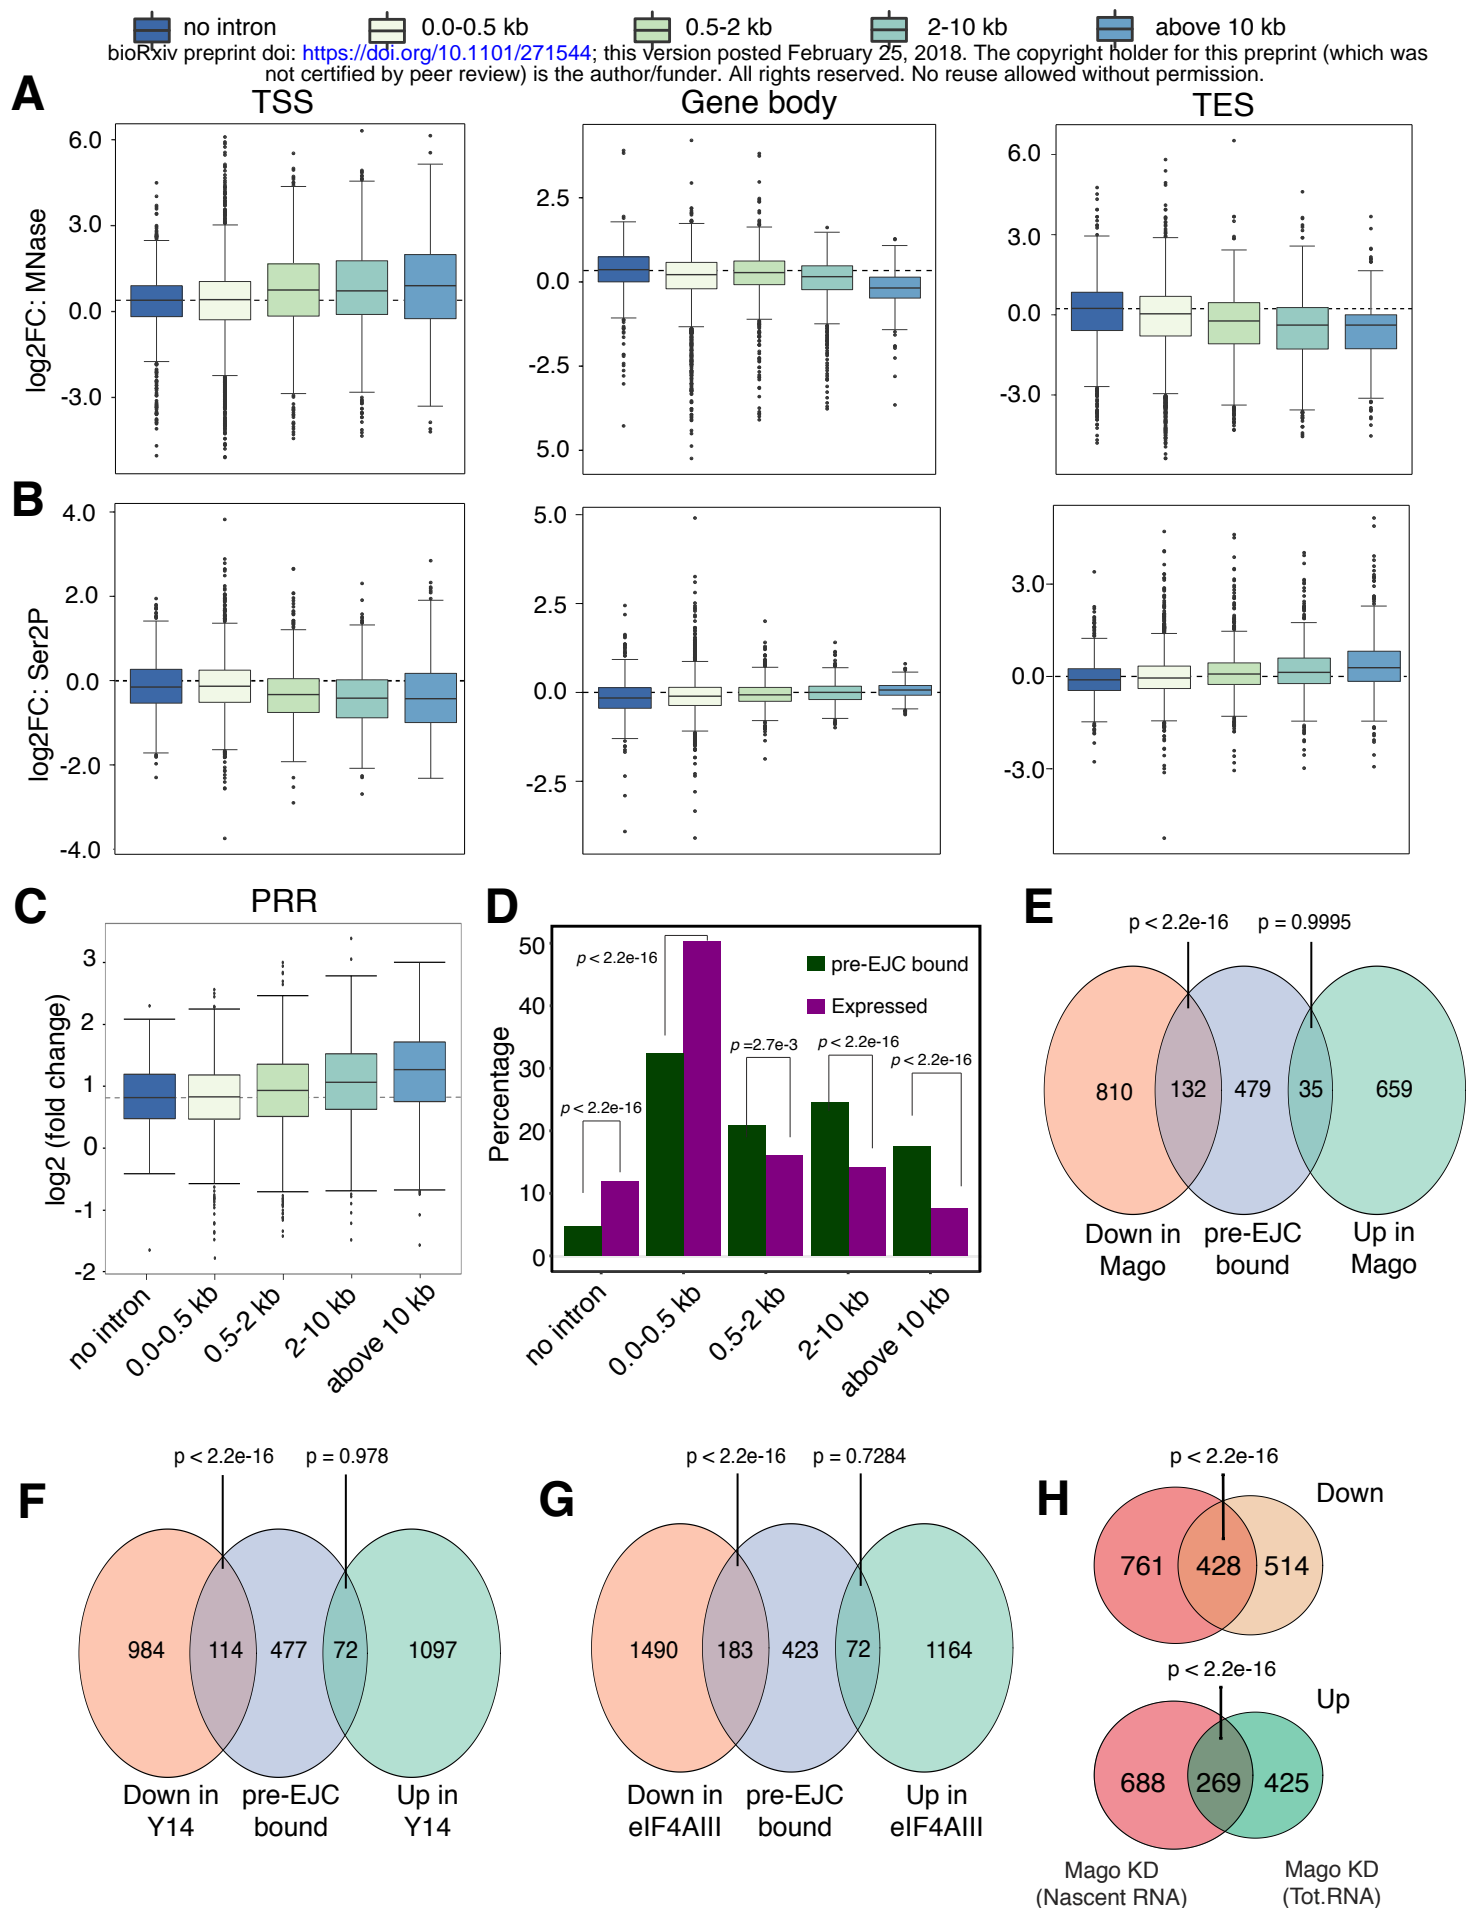 no intron 0.0-0.5 kb 0.5-2 kb 2-10 kb above 10 kb
bioRxiv preprint doi: https://doi.org/10.1101/271544; this version posted February 25, 2018. The copyright holder for this preprint (which was
not certified by peer review) is the author/funder. All rights reserved. No reuse allowed without permission.
A
TSS Gene body TES
log2FC: MNase
6.0
3.0
0.0
-3.0
2.5
0.0
-2.5
5.0
6.0
3.0
0.0
-3.0
B
log2FC: Ser2P
4.0
2.0
0.0
-2.0
-4.0
5.0
2.5
0.0
-2.5
3.0
0.0
-3.0
C
PRR
log2 (fold change)
3
2
1
0
-1
-2
no intron
0.0-0.5 kb
0.5-2 kb
2-10 kb
above 10 kb
D
Percentage
50
40
30
20
10
0
pre-EJC bound
Expressed
p < 2.2e-16
p < 2.2e-16
p =2.7e-3
p < 2.2e-16
p < 2.2e-16
no intron
0.0-0.5 kb
0.5-2 kb
2-10 kb
above 10 kb
E
p < 2.2e-16 p = 0.9995
810 132 479 35 659
Down in Mago
pre-EJC bound
Up in Mago
F
p < 2.2e-16 p = 0.978
984 114 477 72 1097
Down in Y14
pre-EJC bound
Up in Y14
G
p < 2.2e-16 p = 0.7284
1490 183 423 72 1164
Down in eIF4AIII
pre-EJC bound
Up in eIF4AIII
H
p < 2.2e-16
Down
761 428 514
p < 2.2e-16
Up
688 269 425
Mago KD (Nascent RNA)
Mago KD (Tot.RNA)